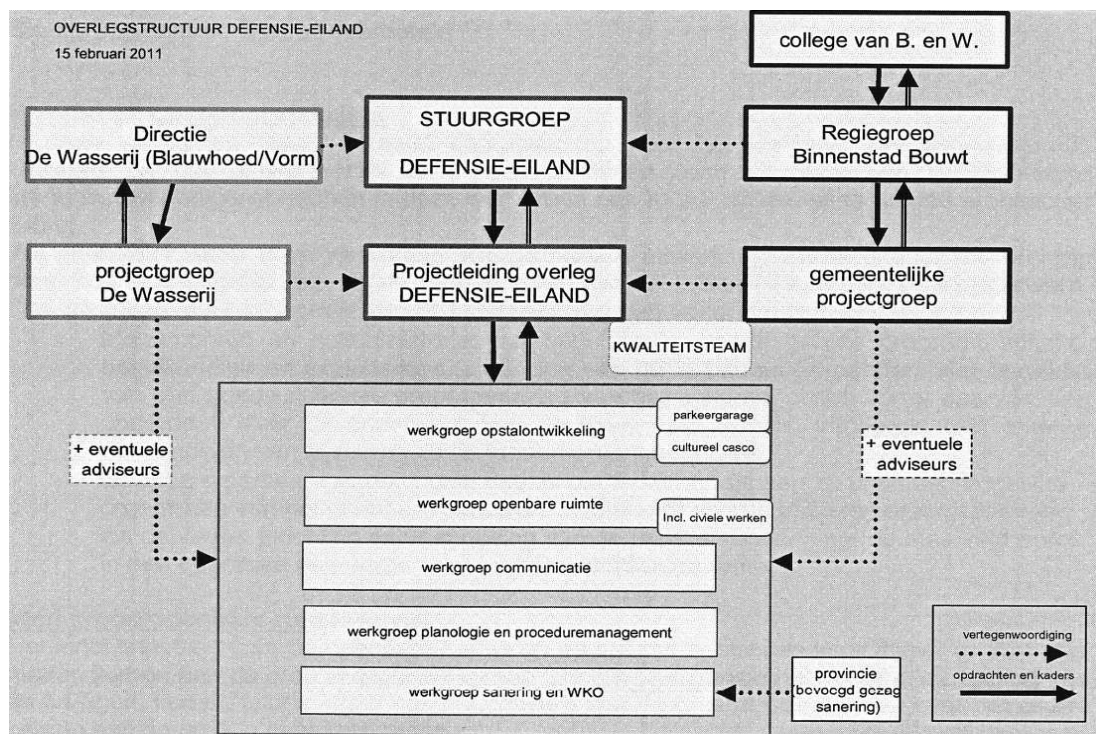 OVERLEGSTRUCTUUR DEFENSIE-EILAND
15 februari 2011
college van B. en W.
Directie
De Wasserij (Blauwhoed/Vorm)
STUURGROEP
DEFENSIE-EILAND
Regiegroep
Binnenstad Bouwt
projectgroep
De Wasserij
Projectleiding overleg
DEFENSIE-EILAND
gemeentelijke
projectgroep
KWALITEITSTEAM
werkgroep opstalontwikkeling
parkeergarage
cultureel casco
+ eventuele
adviseurs
+ eventuele
adviseurs
werkgroep openbare ruimte
Incl. civiele werken
werkgroep communicatie
werkgroep planologie en proceduremanagement
werkgroep sanering en WKO
provincie
(bevoegd gezag
sanering)
vertegenwoordiging
opdrachten en kaders